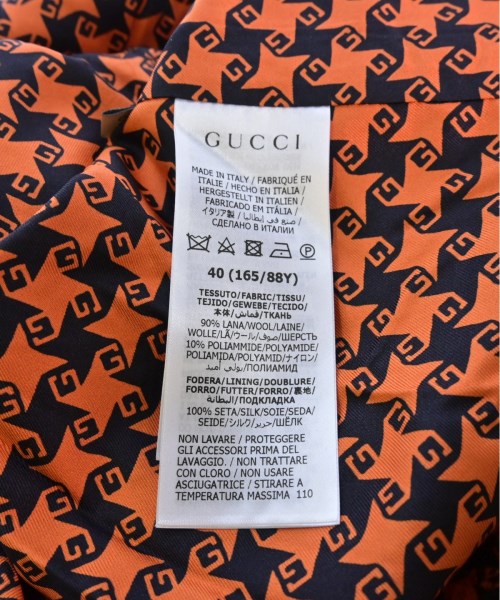 GUCCI
MADE IN ITALY / FABRIQUÉ EN
ITALIE / HECHO EN ITALIA /
HERGESTELLT IN ITALIEN /
FABRICADO EM ITÁLIA /
イタリア製 / صنع في إيطاليا /
СДЕЛАНО В ИТАЛИИ
40 (165/88Y)
TESSUTO/FABRIC/TISSU/
TEJIDO/GEWEBE/TECIDO/
本体/قماش/ТКАНЬ
90% LANA/WOOL/LAINE/
WOLLE/LÃ/ウール/صوف/ШЕРСТЬ
10% POLIAMMIDE/POLYAMIDE/
POLIAMIDA/POLYAMID/ナイロン/
بولي أميد/ПОЛИАМИД
FODERA/LINING/DOUBLURE/
FORRO/FUTTER/FORRO/裏地/
البطانة/ПОДКЛАДКА
100% SETA/SILK/SOIE/SEDA/
SEIDE/シルク/حرير/ШЁЛК
NON LAVARE / PROTEGGERE
GLI ACCESSORI PRIMA DEL
LAVAGGIO. / NON TRATTARE
CON CLORO / NON USARE
ASCIUGATRICE / STIRARE A
TEMPERATURA MASSIMA 110